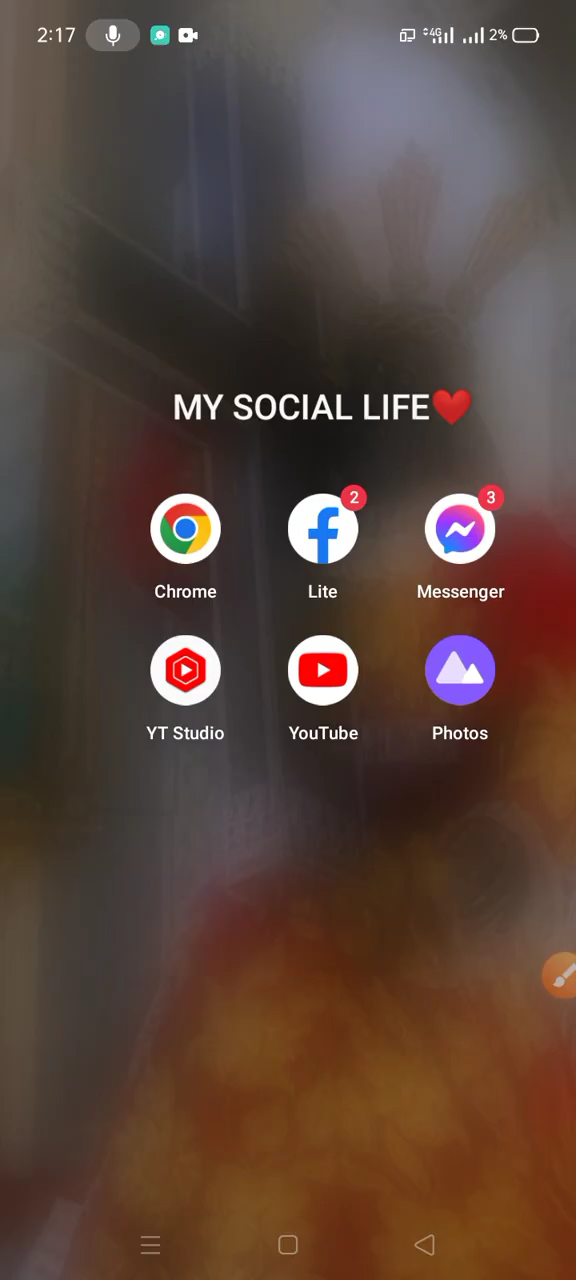 2:17 4G 2%
MY SOCIAL LIFE❤️
2 3
Chrome Lite Messenger
YT Studio YouTube Photos